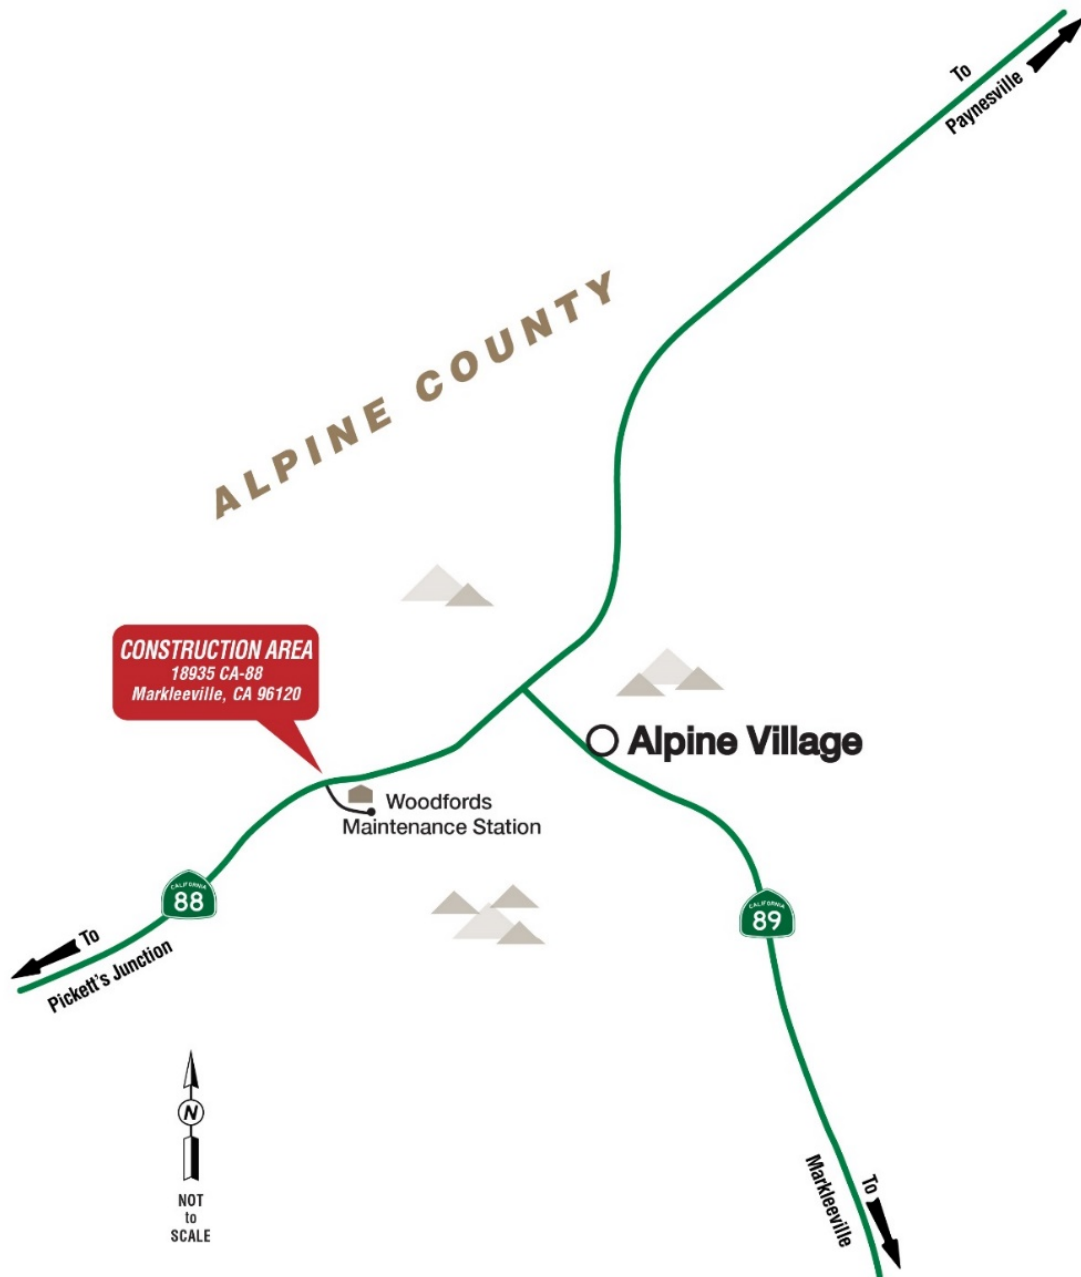 To
Paynesville
ALPINE COUNTY
CONSTRUCTION AREA
18935 CA-88
Markleeville, CA 96120
Alpine Village
Woodfords
Maintenance Station
CALIFORNIA
88
CALIFORNIA
89
To
Pickett's Junction
N
NOT
to
SCALE
To
Markleeville